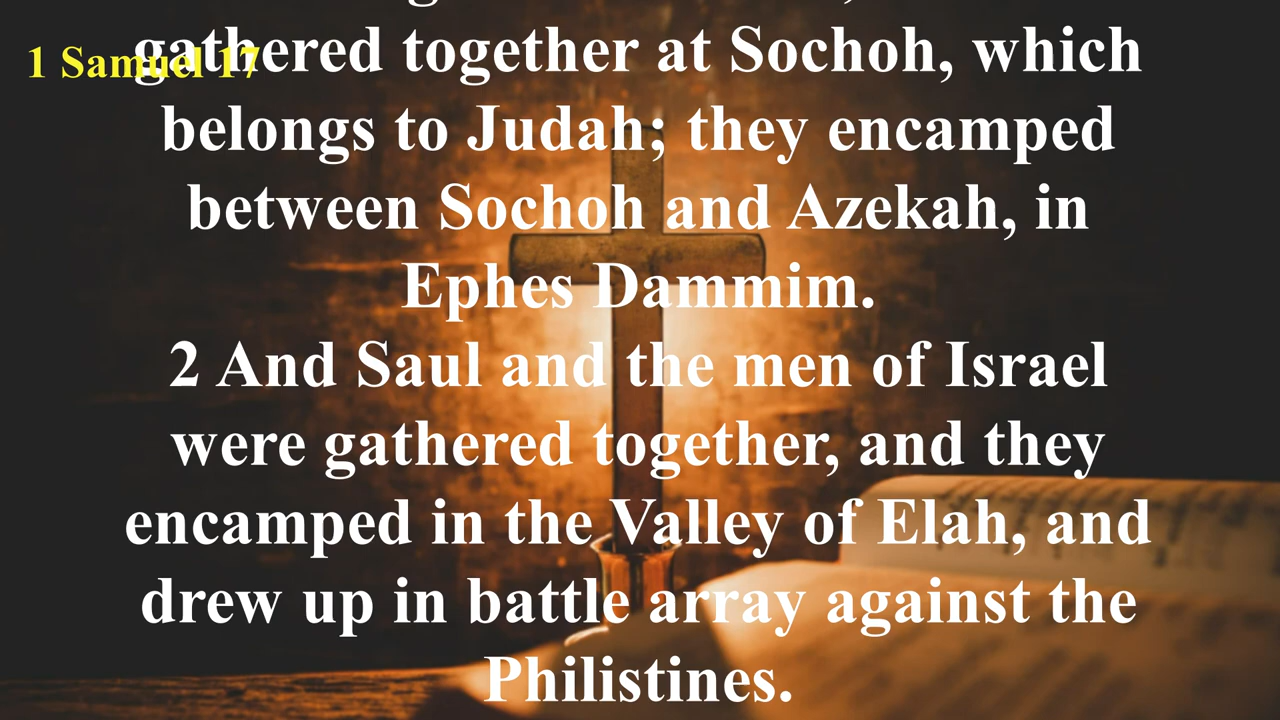 1 Samuel 17
gathered together at Sochoh, which
belongs to Judah; they encamped
between Sochoh and Azekah, in
Ephes Dammim.
2 And Saul and the men of Israel
were gathered together, and they
encamped in the Valley of Elah, and
drew up in battle array against the
Philistines.